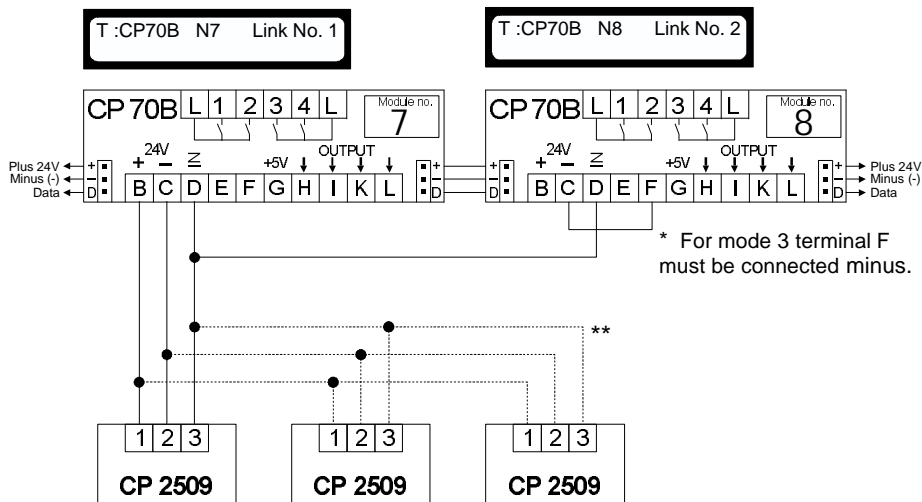 T :CP70B N7 Link No. 1
T :CP70B N8 Link No. 2
CP 70B L 1 2 3 4 L Module no. 7
CP 70B L 1 2 3 4 L Module no. 8
24V + - IN +5V OUTPUT
24V + - IN +5V OUTPUT
Plus 24V +
Minus (-) -
Data D
B C D E F G H I K L
+ - D
+ - D
B C D E F G H I K L
+ Plus 24V
- Minus (-)
D Data
* For mode 3 terminal F
must be connected minus.
**
1 2 3
1 2 3
1 2 3
CP 2509
CP 2509
CP 2509